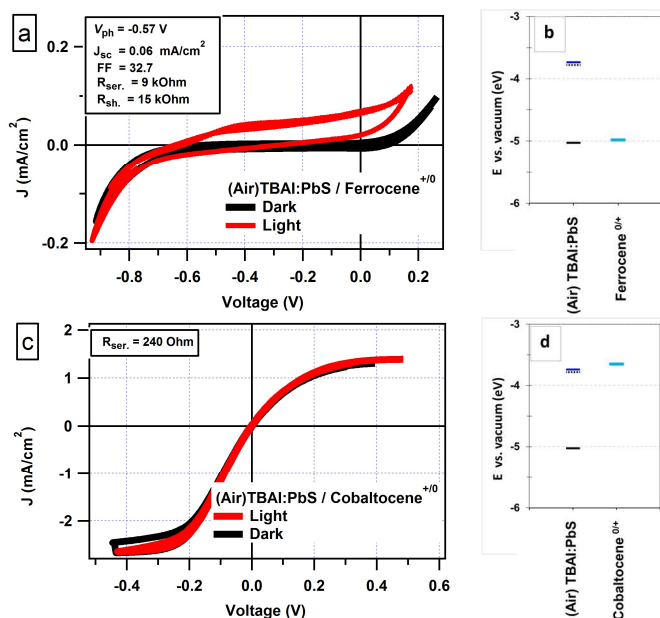 a
V_ph = -0.57 V
J_sc = 0.06 mA/cm²
FF = 32.7
R_ser. = 9 kOhm
R_sh. = 15 kOhm
0.2
0.0
-0.2
J (mA/cm²)
(Air)TBAI:PbS / Ferrocene^+/0
Dark
Light
-0.8 -0.6 -0.4 -0.2 0.0 0.2
Voltage (V)
b
-3
-4
-5
-6
E vs. vacuum (eV)
(Air) TBAI:PbS
Ferrocene^0/+
c
R_ser. = 240 Ohm
2
1
0
-1
-2
J (mA/cm²)
(Air)TBAI:PbS / Cobaltocene^+/0
Light
Dark
-0.4 -0.2 0.0 0.2 0.4 0.6
Voltage (V)
d
-3
-4
-5
-6
E vs. vacuum (eV)
(Air) TBAI:PbS
Cobaltocene^0/+